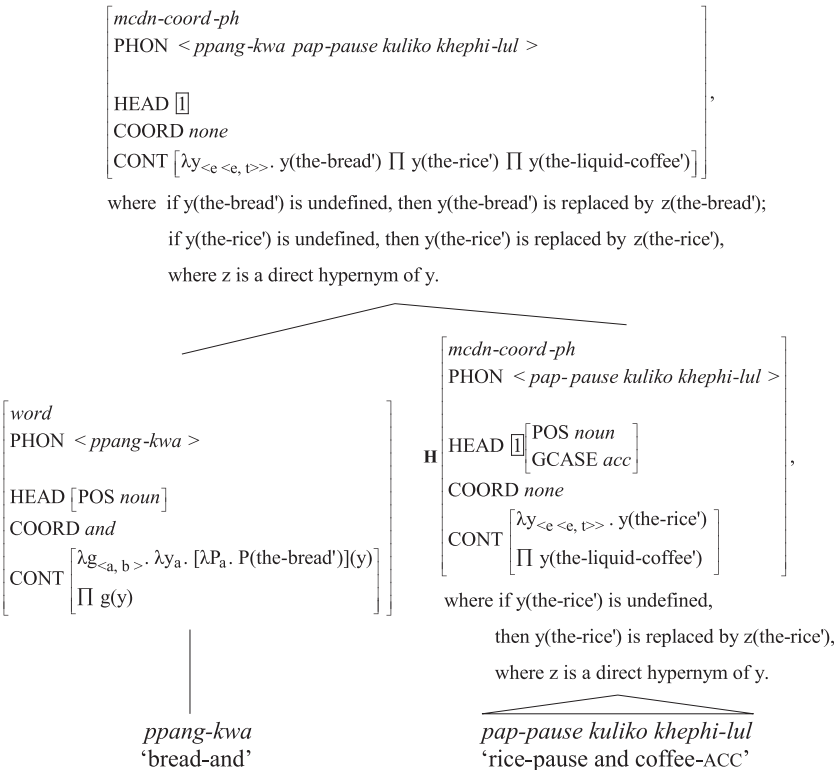 mcdn-coord-ph
PHON < ppang-kwa pap-pause kuliko khephi-lul >
HEAD [1]
COORD none
CONT [λy<e <e, t>>. y(the-bread') ∏ y(the-rice') ∏ y(the-liquid-coffee')]
,
where if y(the-bread') is undefined, then y(the-bread') is replaced by z(the-bread');
if y(the-rice') is undefined, then y(the-rice') is replaced by z(the-rice'),
where z is a direct hypernym of y.
word
PHON < ppang-kwa >
HEAD [POS noun]
COORD and
CONT [λg<a, b>. λya. [λPa. P(the-bread')](y)
∏ g(y)]
H
mcdn-coord-ph
PHON < pap-pause kuliko khephi-lul >
HEAD [1] [POS noun
GCASE acc]
COORD none
CONT [λy<e <e, t>>. y(the-rice')
∏ y(the-liquid-coffee')]
,
where if y(the-rice') is undefined,
then y(the-rice') is replaced by z(the-rice'),
where z is a direct hypernym of y.
ppang-kwa
‘bread-and’
pap-pause kuliko khephi-lul
‘rice-pause and coffee-ACC’